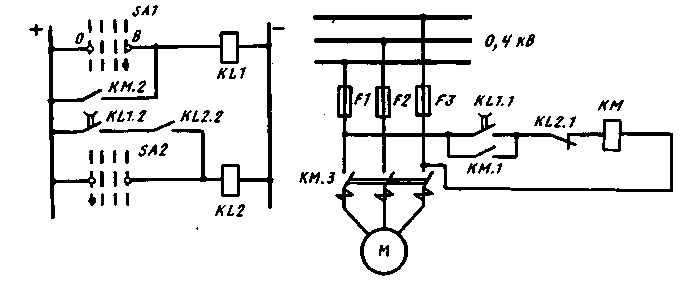 SA1
+
−
О
В
KL1
KM.2
KL1.2
KL2.2
SA2
KL2
0,4 кВ
F1
F2
F3
KL1.1
KL2.1
KM
KM.1
KM.3
М